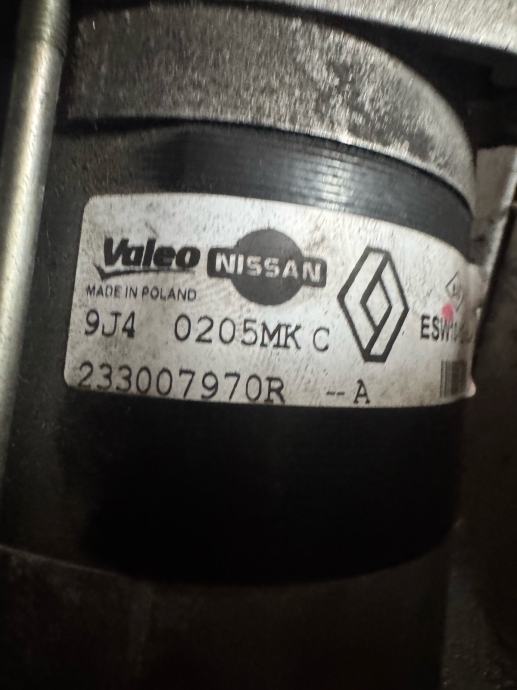 Valeo NISSAN
MADE IN POLAND
9J4 0205MK C
233007970R --A